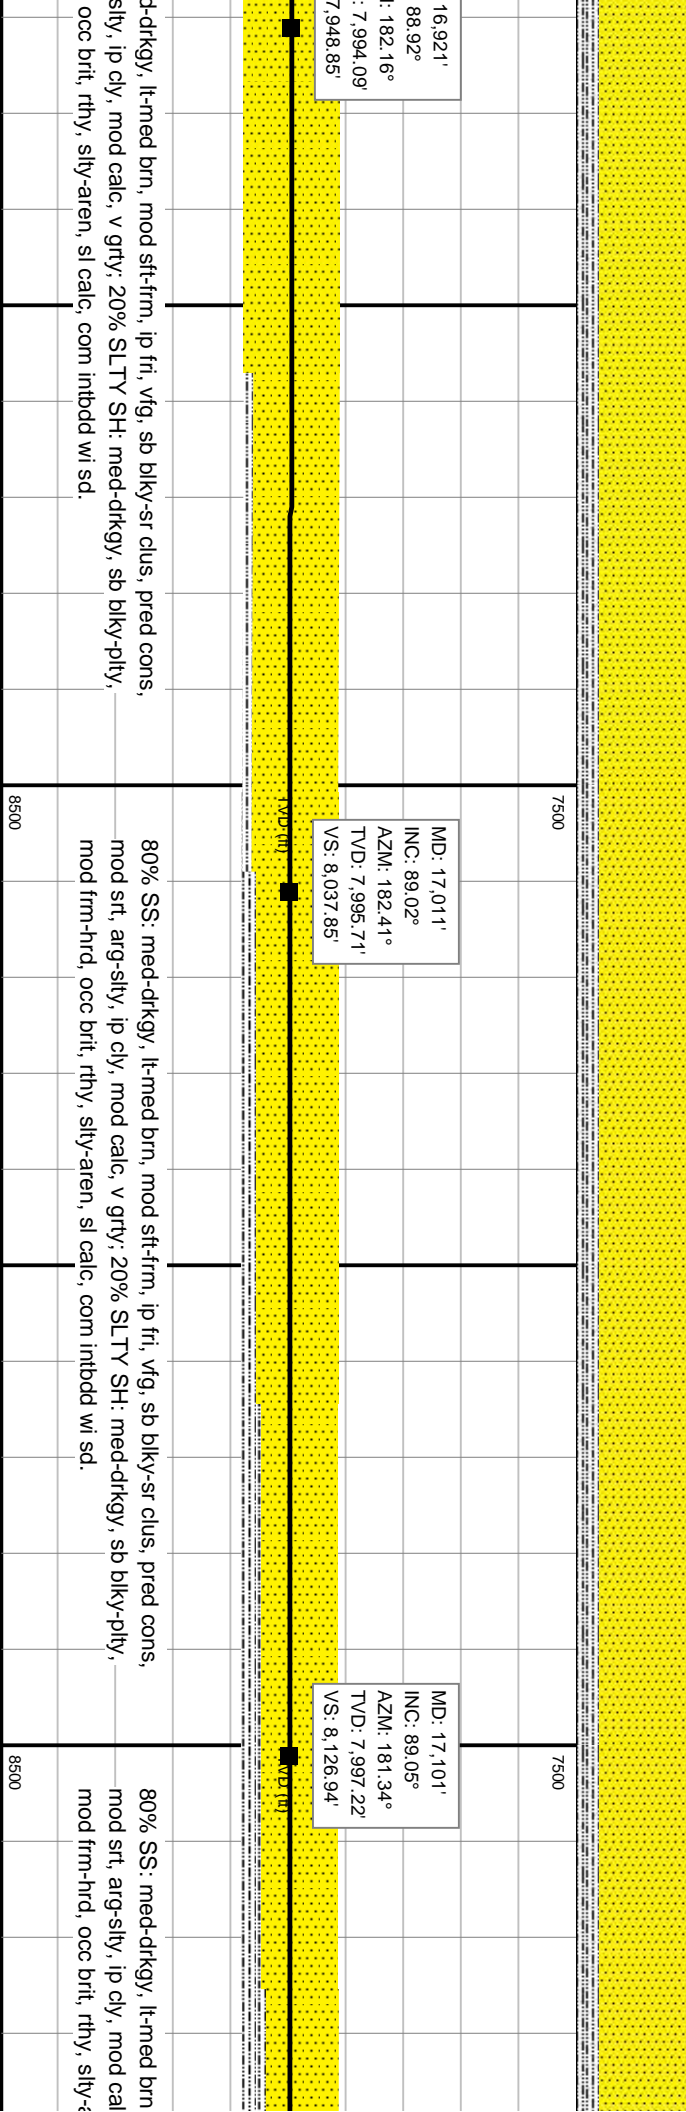 16,921'
88.92°
: 182.16°
: 7,994.09'
7,948.85'
d-drkgy, lt-med brn, mod sft-frm, ip fri, vfg, sb blky-sr clus, pred cons,
slty, ip cly, mod calc, v grty; 20% SLTY SH: med-drkgy, sb blky-plty,
occ brit, rthy, slty-aren, sl calc, com intbdd wi sd.
7500
TVD (ft)
8500
MD: 17,011'
INC: 89.02°
AZM: 182.41°
TVD: 7,995.71'
VS: 8,037.85'
80% SS: med-drkgy, lt-med brn, mod sft-frm, ip fri, vfg, sb blky-sr clus, pred cons,
mod srt, arg-slty, ip cly, mod calc, v grty; 20% SLTY SH: med-drkgy, sb blky-plty,
mod frm-hrd, occ brit, rthy, slty-aren, sl calc, com intbdd wi sd.
MD: 17,101'
INC: 89.05°
AZM: 181.34°
TVD: 7,997.22'
VS: 8,126.94'
7500
TVD (ft)
8500
80% SS: med-drkgy, lt-med brn
mod srt, arg-slty, ip cly, mod cal
mod frm-hrd, occ brit, rthy, slty-a